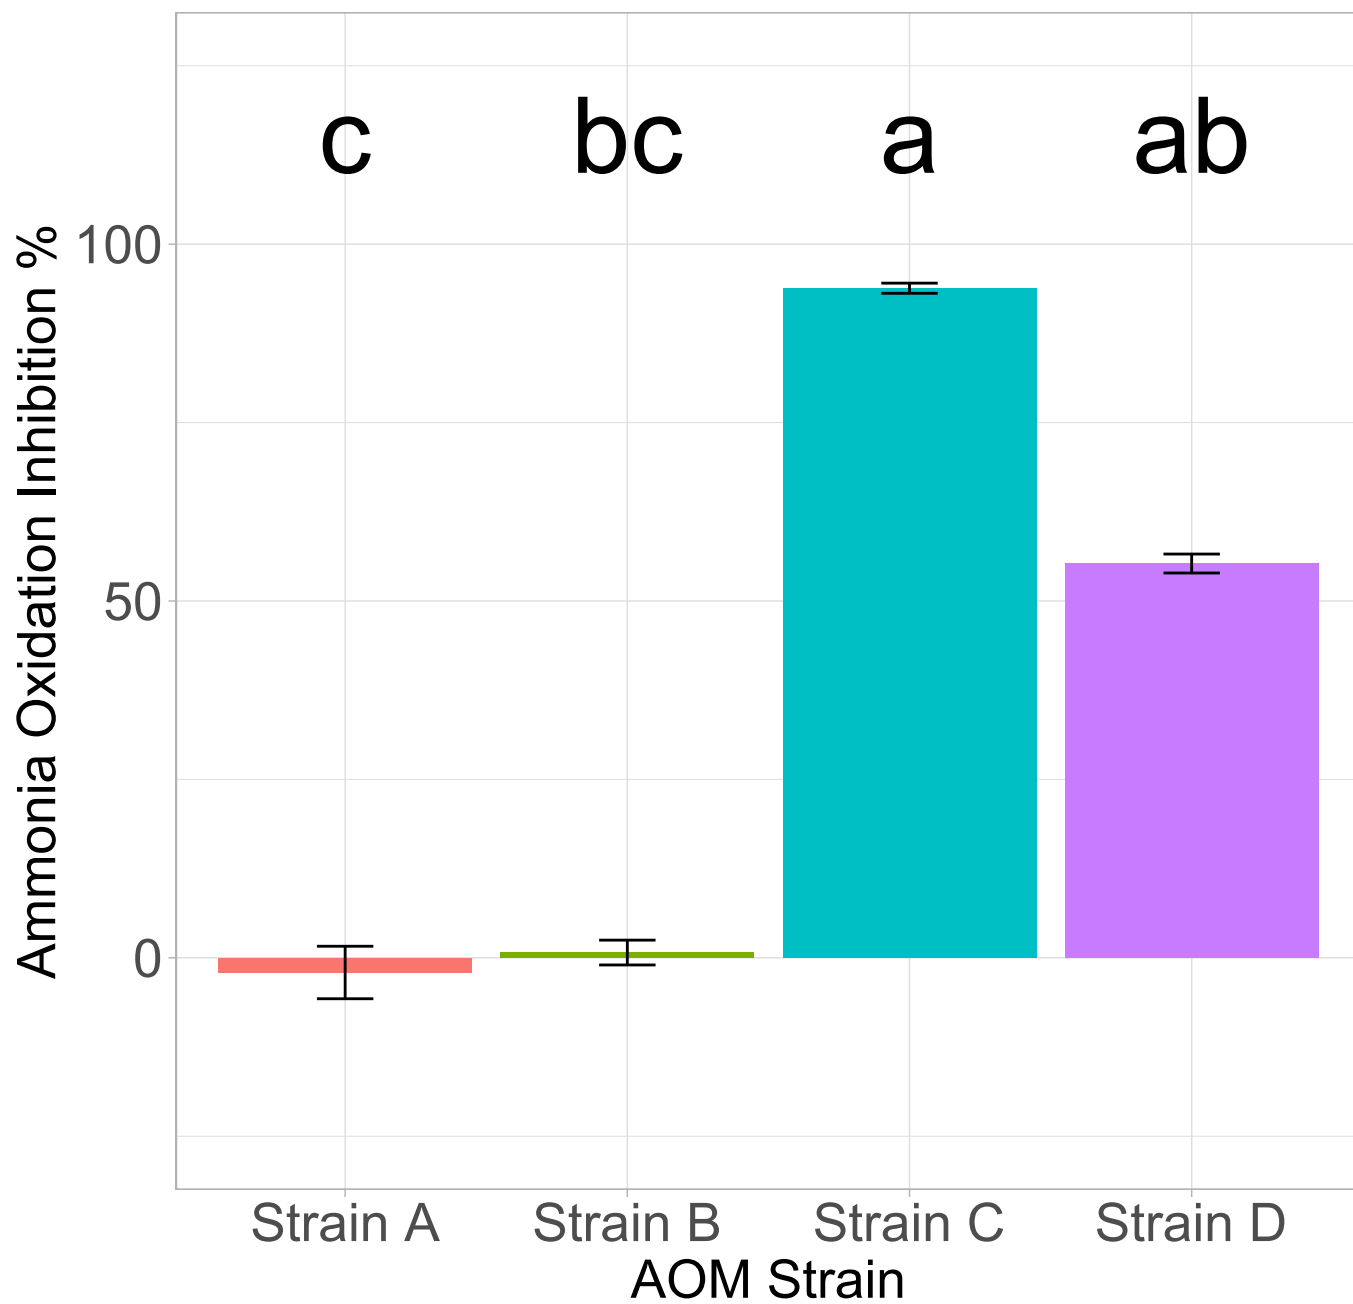 c bc a ab
Ammonia Oxidation Inhibition %
100
50
0
Strain A Strain B Strain C Strain D
AOM Strain